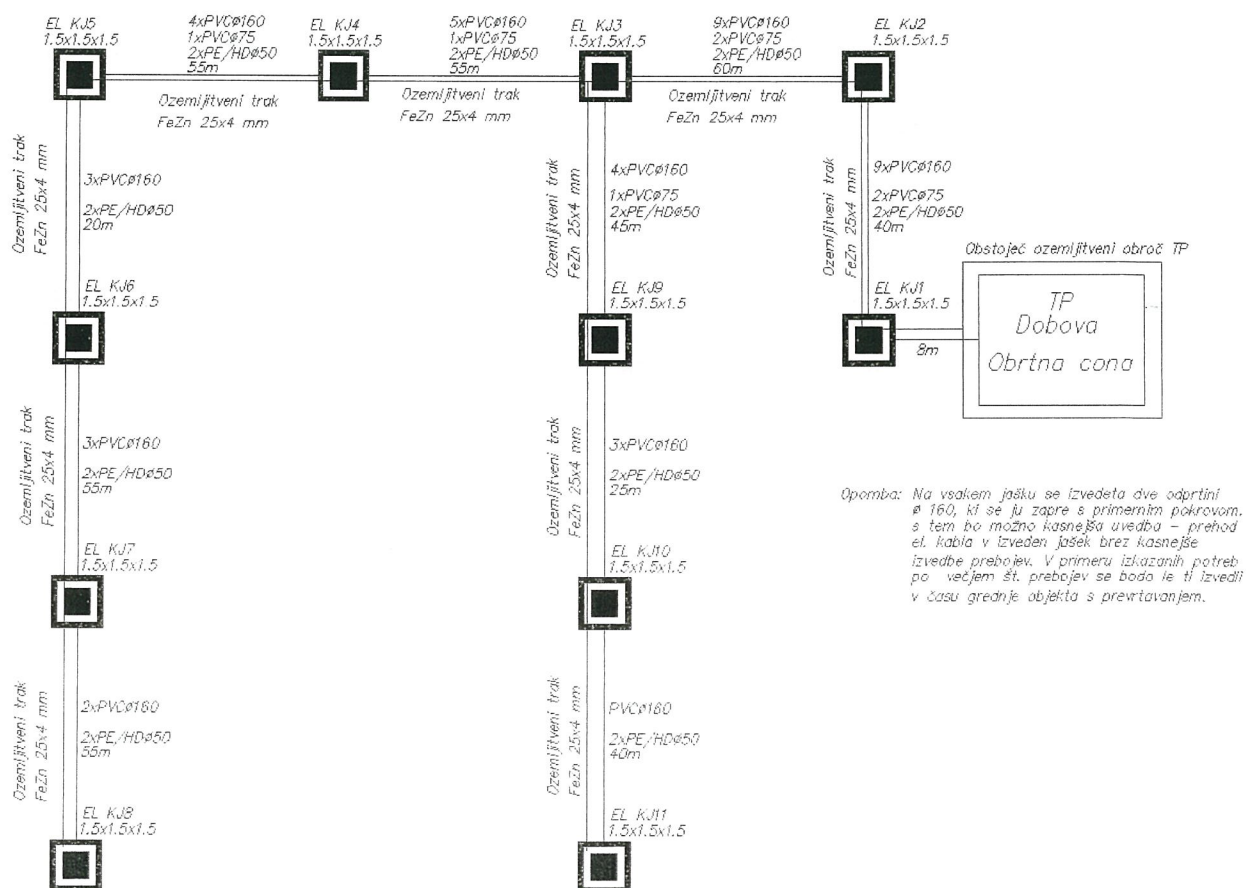 EL KJ5
1.5x1.5x1.5
4xPVCø160
1xPVCø75
2xPE/HDø50
55m
EL KJ4
1.5x1.5x1.5
5xPVCø160
1xPVCø75
2xPE/HDø50
55m
EL KJ3
1.5x1.5x1.5
9xPVCø160
2xPVCø75
2xPE/HDø50
60m
EL KJ2
1.5x1.5x1.5
Ozemljitveni trak
FeZn 25x4 mm
Ozemljitveni trak
FeZn 25x4 mm
Ozemljitveni trak
FeZn 25x4 mm
Ozemljitveni trak
FeZn 25x4 mm
3xPVCø160
2xPE/HDø50
20m
Ozemljitveni trak
FeZn 25x4 mm
4xPVCø160
1xPVCø75
2xPE/HDø50
45m
Ozemljitveni trak
FeZn 25x4 mm
9xPVCø160
2xPVCø75
2xPE/HDø50
40m
Obstoječ ozemljitveni obroč TP
EL KJ6
1.5x1.5x1.5
EL KJ9
1.5x1.5x1.5
EL KJ1
1.5x1.5x1.5
8m
TP
Dobova
Obrtna cona
Ozemljitveni trak
FeZn 25x4 mm
3xPVCø160
2xPE/HDø50
55m
Ozemljitveni trak
FeZn 25x4 mm
3xPVCø160
2xPE/HDø50
25m
Opomba: Na vsakem jašku se izvedeta dve odprtini
ø 160, ki se ju zapre s primernim pokrovom.
s tem bo možno kasnejša uvedba - prehod
el. kabla v izveden jašek brez kasnejše
izvedbe prebojev. V primeru izkazanih potreb
po večjem št. prebojev se bodo le ti izvedli
v času grednje objekta s prevrtavanjem.
EL KJ7
1.5x1.5x1.5
EL KJ10
1.5x1.5x1.5
Ozemljitveni trak
FeZn 25x4 mm
2xPVCø160
2xPE/HDø50
55m
Ozemljitveni trak
FeZn 25x4 mm
PVCø160
2xPE/HDø50
40m
EL KJ8
1.5x1.5x1.5
EL KJ11
1.5x1.5x1.5